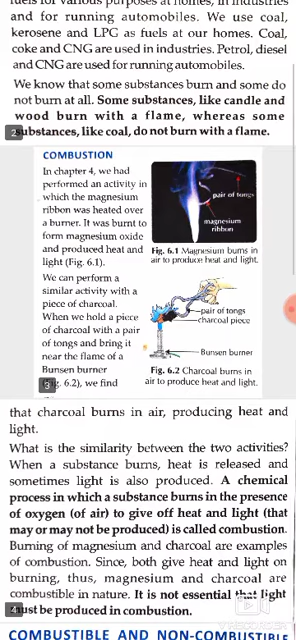 fuels for various purposes at homes, in industries
and for running automobiles. We use coal,
kerosene and LPG as fuels at our homes. Coal,
coke and CNG are used in industries. Petrol, diesel
and CNG are used for running automobiles.
We know that some substances burn and some do
not burn at all. Some substances, like candle and
wood burn with a flame, whereas some
2 substances, like coal, do not burn with a flame.
COMBUSTION
In chapter 4, we had
performed an activity in
which the magnesium
ribbon was heated over
a burner. It was burnt to
form magnesium oxide
and produced heat and
light (Fig. 6.1).
pair of tongs
magnesium
ribbon
Fig. 6.1 Magnesium burns in
air to produce heat and light.
We can perform a
similar activity with a
piece of charcoal.
When we hold a piece
of charcoal with a pair
of tongs and bring it
near the flame of a
Bunsen burner
3 6.2), we find
pair of tongs
charcoal piece
Bunsen burner
Fig. 6.2 Charcoal burns in
air to produce heat and light.
that charcoal burns in air, producing heat and
light.
What is the similarity between the two activities?
When a substance burns, heat is released and
sometimes light is also produced. A chemical
process in which a substance burns in the presence
of oxygen (of air) to give off heat and light (that
may or may not be produced) is called combustion.
Burning of magnesium and charcoal are examples
of combustion. Since, both give heat and light on
burning, thus, magnesium and charcoal are
combustible in nature. It is not essential that light
4 must be produced in combustion.
COMBUSTIBLE AND NON-COMBUSTIBLE